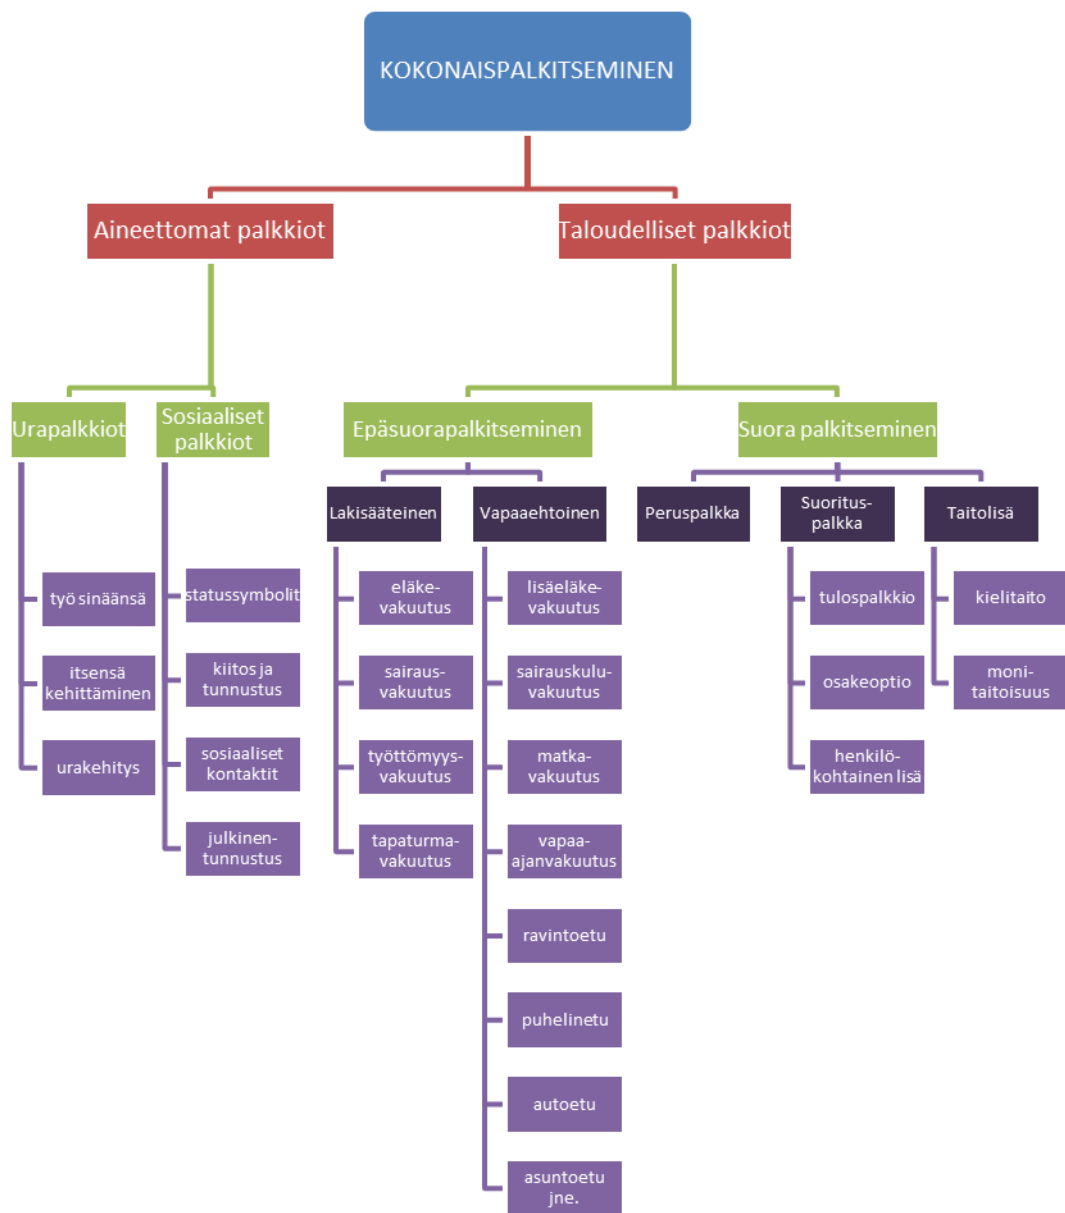 KOKONAISPALKITSEMINEN
Aineettomat palkkiot
Taloudelliset palkkiot
Urapalkkiot
Sosiaaliset
palkkiot
Epäsuorapalkitseminen
Suora palkitseminen
Lakisääteinen
Vapaaehtoinen
Peruspalkka
Suoritus-
palkka
Taitolisä
työ sinäänsä
itsensä
kehittäminen
urakehitys
statussymbolit
kiitos ja
tunnustus
sosiaaliset
kontaktit
julkinen-
tunnustus
eläke-
vakuutus
sairaus-
vakuutus
työttömyys-
vakuutus
tapaturma-
vakuutus
lisäeläke-
vakuutus
sairauskulu-
vakuutus
matka-
vakuutus
vapaa-
ajanvakuutus
ravintoetu
puhelinetu
autoetu
asuntoetu
jne.
tulospalkkio
osakeoptio
henkilö-
kohtainen lisä
kielitaito
moni-
taitoisuus